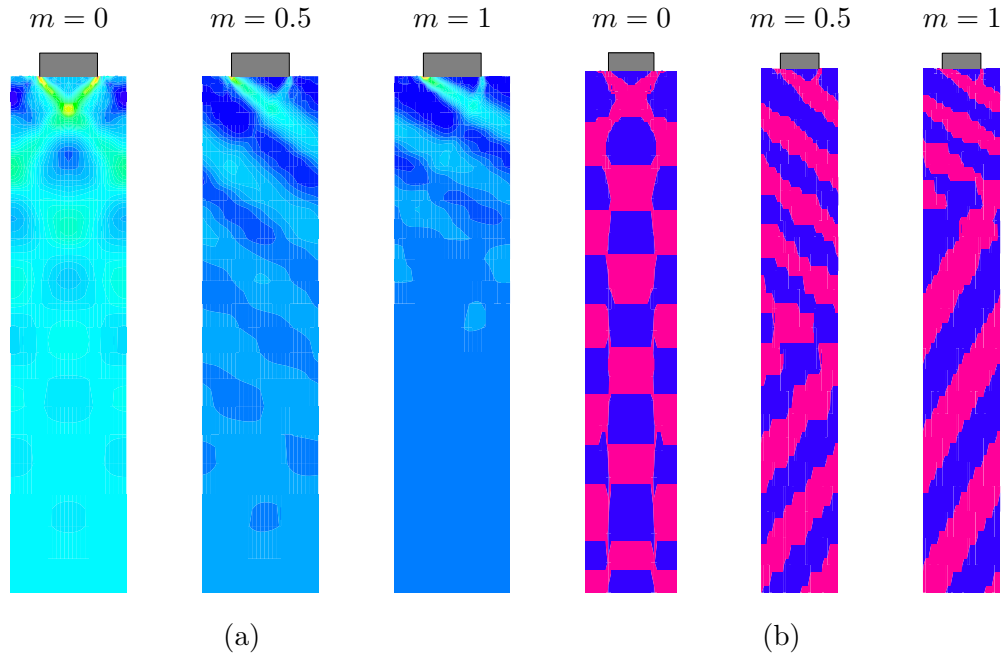 m = 0 m = 0.5 m = 1 m = 0 m = 0.5 m = 1
(a) (b)